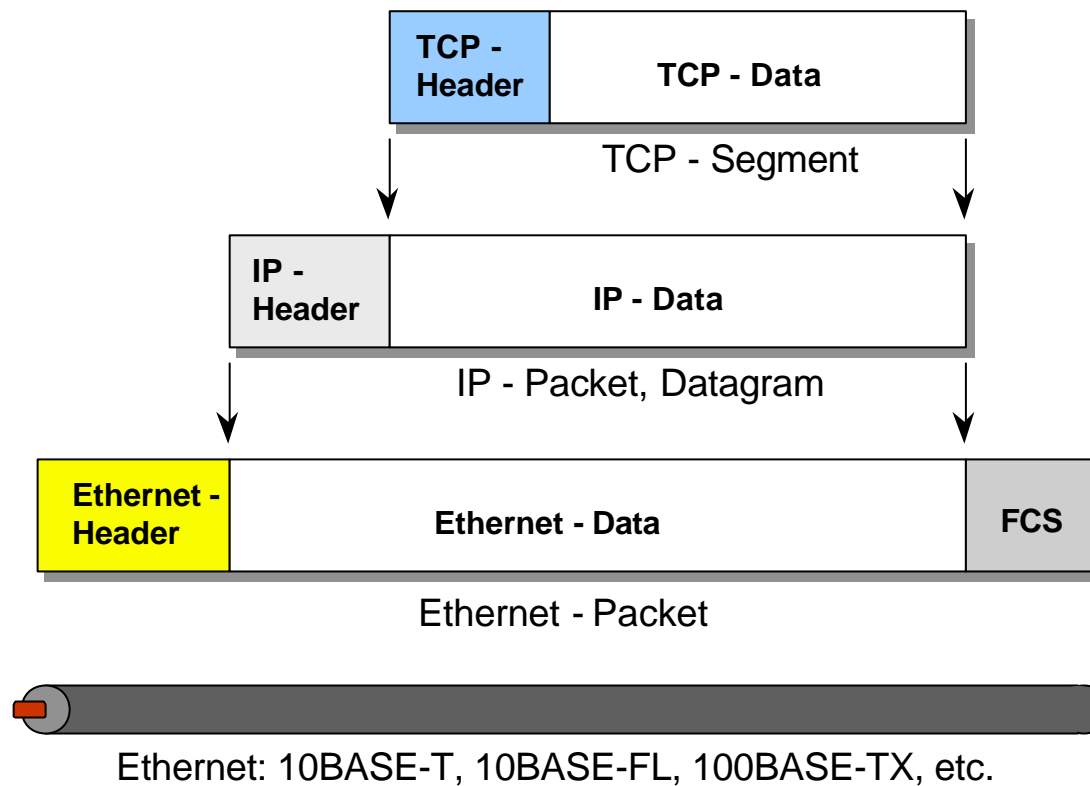 TCP -
Header
TCP - Data
TCP - Segment
IP -
Header
IP - Data
IP - Packet, Datagram
Ethernet -
Header
Ethernet - Data
FCS
Ethernet - Packet
Ethernet: 10BASE-T, 10BASE-FL, 100BASE-TX, etc.